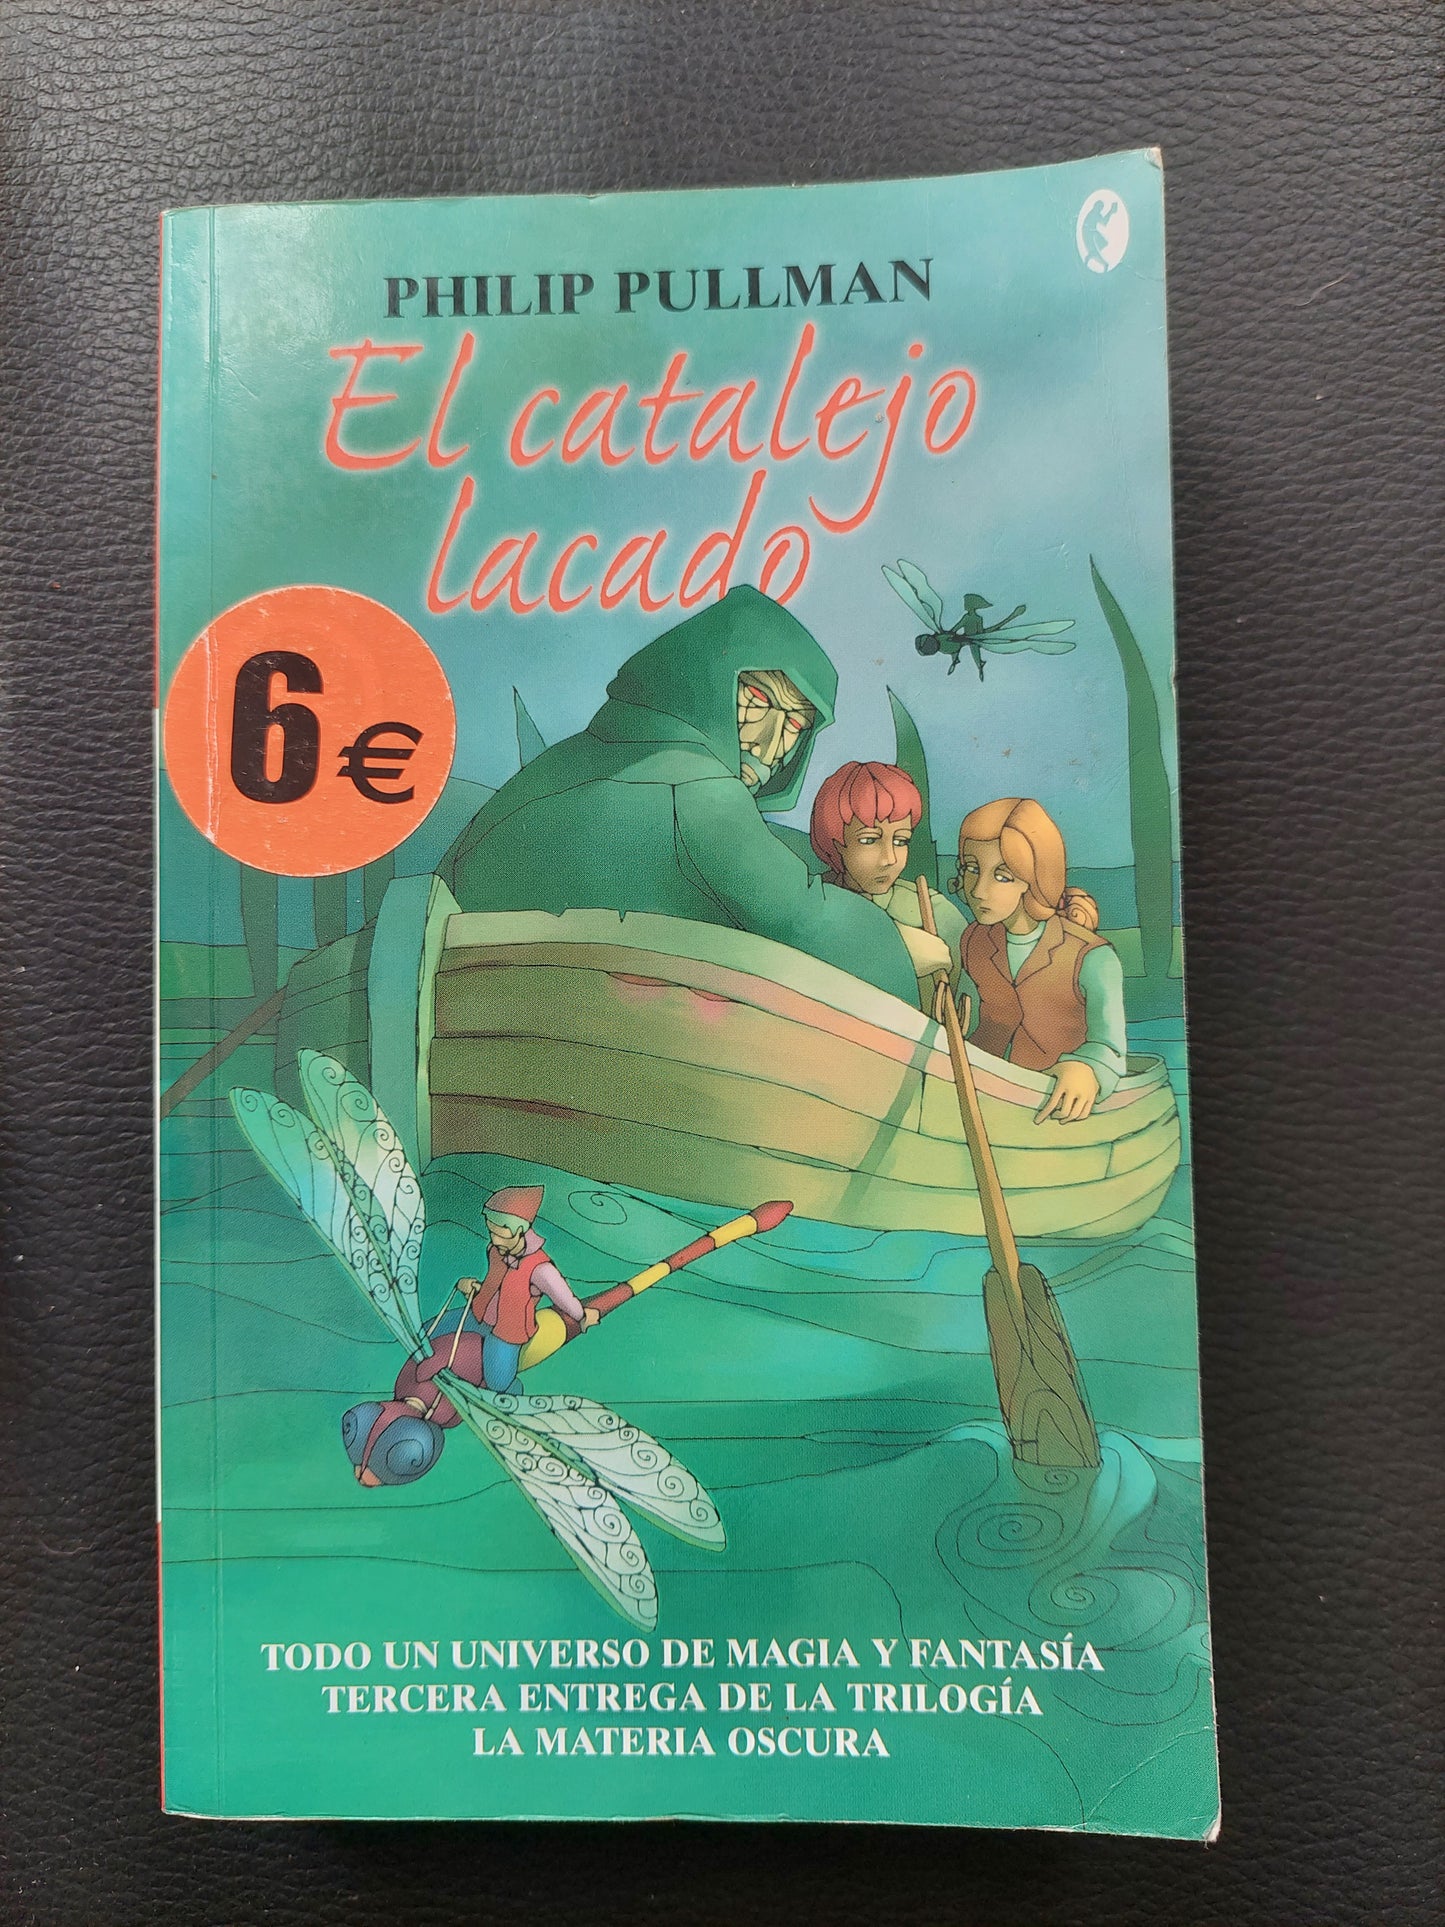 PHILIP PULLMAN
El catalejo
lacado
6 €
TODO UN UNIVERSO DE MAGIA Y FANTASÍA
TERCERA ENTREGA DE LA TRILOGÍA
LA MATERIA OSCURA